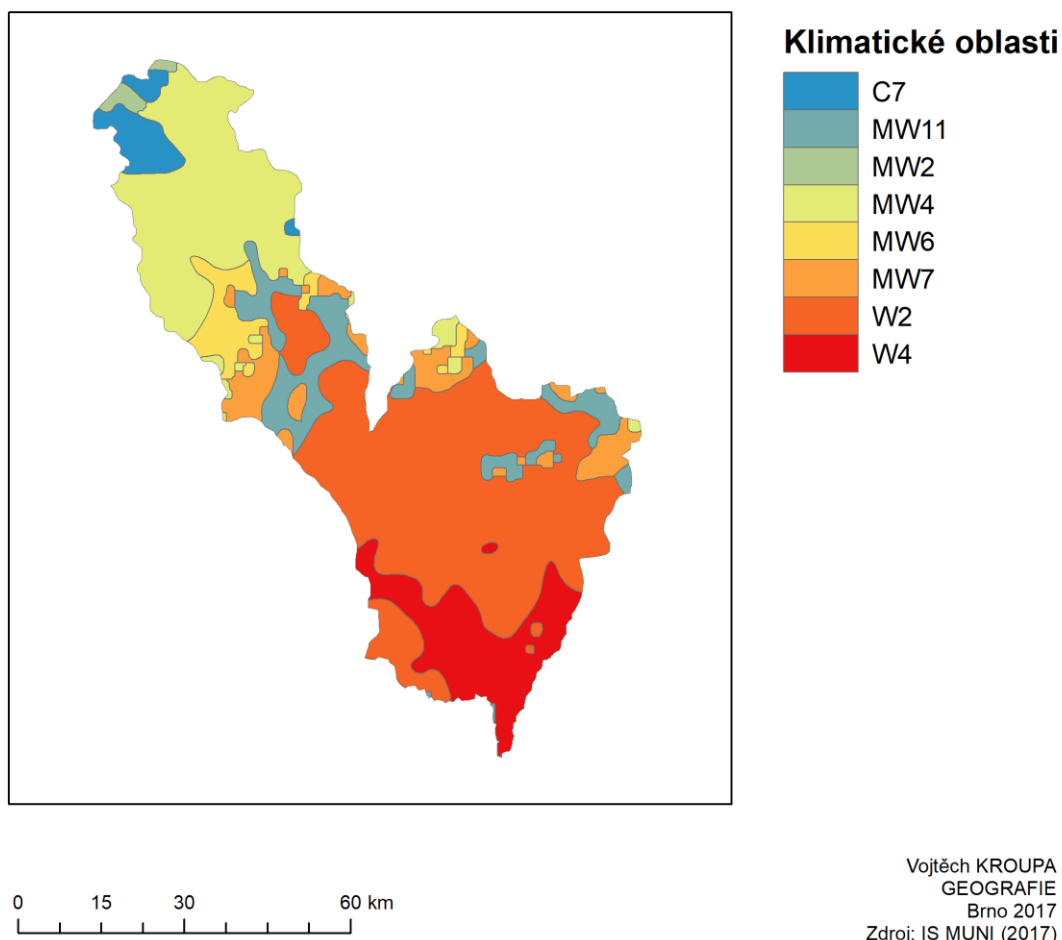 Klimatické oblasti
C7
MW11
MW2
MW4
MW6
MW7
W2
W4
0 15 30 60 km
Vojtěch KROUPA
GEOGRAFIE
Brno 2017
Zdroj: IS MUNI (2017)